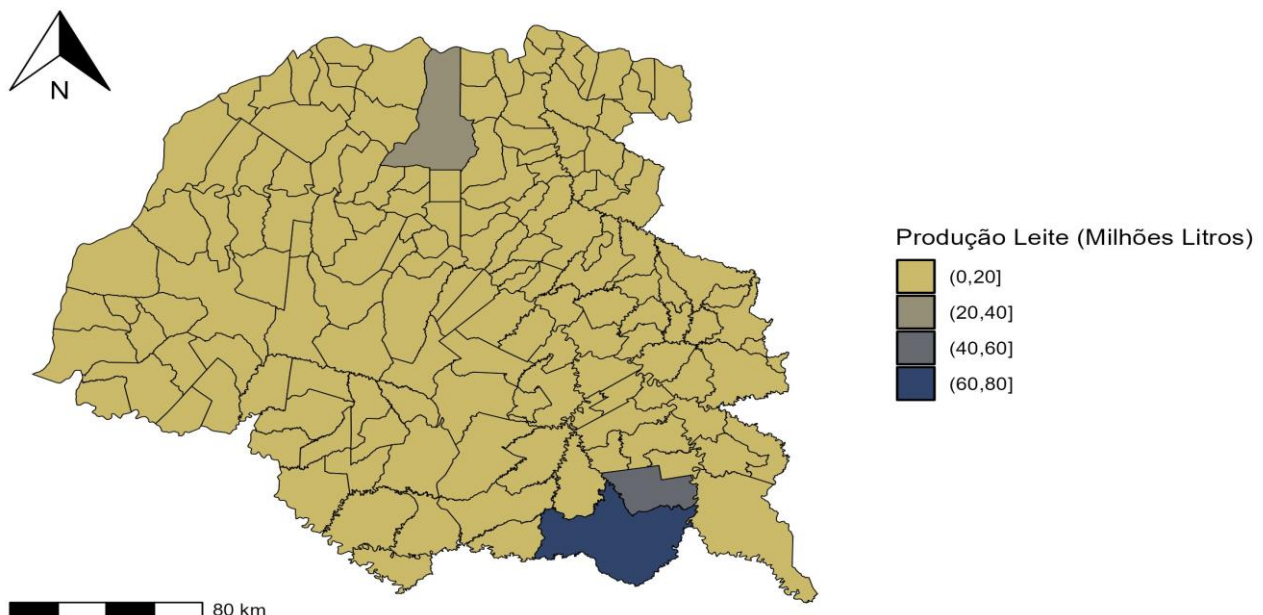 N
Produção Leite (Milhões Litros)
(0,20]
(20,40]
(40,60]
(60,80]
80 km